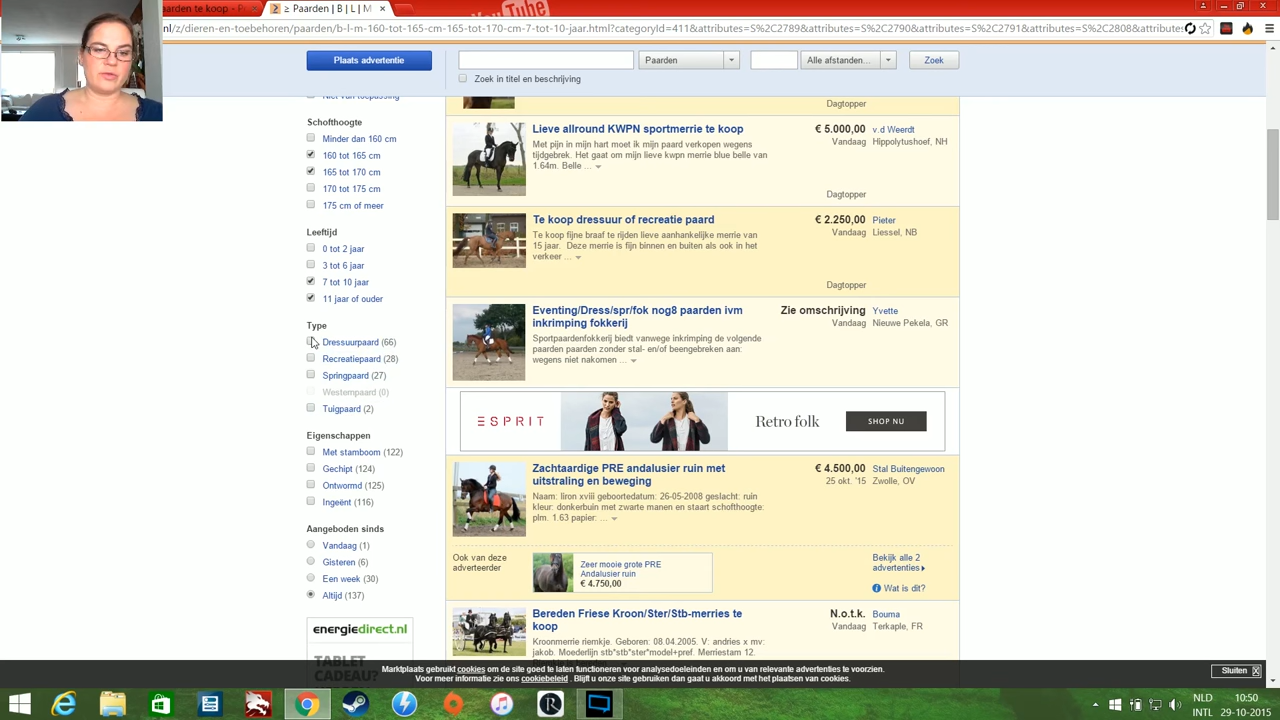 aarden te koop - P
≥ Paarden | B | L | M
nl/z/dieren-en-toebehoren/paarden/b-l-m-160-tot-165-cm-165-tot-170-cm-7-tot-10-jaar.html?categoryId=411&attributes=S%2C2789&attributes=S%2C2790&attributes=S%2C2808&attributes=S%2C2791&attribute
Plaats advertentie
Paarden
Alle afstanden...
Zoek
Zoek in titel en beschrijving
Niet van toepassing
Schofthoogte
Minder dan 160 cm
160 tot 165 cm
165 tot 170 cm
170 tot 175 cm
175 cm of meer
Leeftijd
0 tot 2 jaar
3 tot 6 jaar
7 tot 10 jaar
11 jaar of ouder
Type
Dressuurpaard (66)
Recreatiepaard (28)
Springpaard (27)
Westernpaard (0)
Tuigpaard (2)
Eigenschappen
Met stamboom (122)
Gechipt (124)
Ontwormd (125)
Ingeënt (116)
Aangeboden sinds
Vandaag (1)
Gisteren (6)
Een week (30)
Altijd (137)
energiedirect.nl
TABLET
CADEAU?
Dagtopper
Lieve allround KWPN sportmerrie te koop
€ 5.000,00 v.d Weerdt
Met pijn in mijn hart moet ik mijn paard verkopen wegens
tijdgebrek. Het gaat om mijn lieve kwpn merrie blue belle van
1.64m. Belle ...
Vandaag Hippolytushoef, NH
Dagtopper
Te koop dressuur of recreatie paard
€ 2.250,00 Pieter
Te koop fijne braaf te rijden lieve aanhankelijke merrie van
15 jaar. Deze merrie is fijn binnen en buiten als ook in het
verkeer ...
Vandaag Liessel, NB
Dagtopper
Eventing/Dress/spr/fok nog8 paarden ivm
inkrimping fokkerij
Zie omschrijving Yvette
Vandaag Nieuwe Pekela, GR
Sportpaardenfokkerij biedt vanwege inkrimping de volgende
paarden paarden zonder stal- en/of beengebreken aan:
wegens niet nakomen ...
ESPRIT
Retro folk
SHOP NU
Zachtaardige PRE andalusier ruin met
uitstraling en beweging
€ 4.500,00 Stal Buitengewoon
25 okt. '15 Zwolle, OV
Naam: liron xviii geboortedatum: 26-05-2008 geslacht: ruin
kleur: donkerbuin met zwarte manen en staart schofthoogte:
plm. 1.63 papier: ...
Ook van deze
adverteerder
Zeer mooie grote PRE
Andalusier ruin
€ 4.750,00
Bekijk alle 2
advertenties
Wat is dit?
Bereden Friese Kroon/Ster/Stb-merries te
koop
N.o.t.k. Bouma
Vandaag Terkaple, FR
Kroonmerrie riemkje. Geboren: 08.04.2005. V: andries x mv:
jakob. Moederlijn stb*stb*ster*model+pref. Merriestam 12.
Marktplaats gebruikt cookies om de site goed te laten functioneren voor analysedoeleinden en om u van relevante advertenties te voorzien.
Voor meer informatie zie ons cookiebeleid . Blijft u onze site gebruiken dan gaat u akkoord met het plaatsen van cookies.
Sluiten
NLD
INTL
10:50
29-10-2015